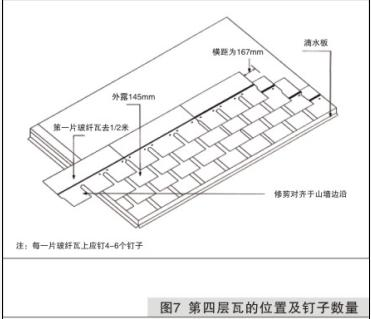 滴水板
横距为167mm
外露145mm
第一片玻纤瓦去1/2米
修剪对齐于山墙边沿
注：每一片玻纤瓦上应钉4-6个钉子
图7 第四层瓦的位置及钉子数量